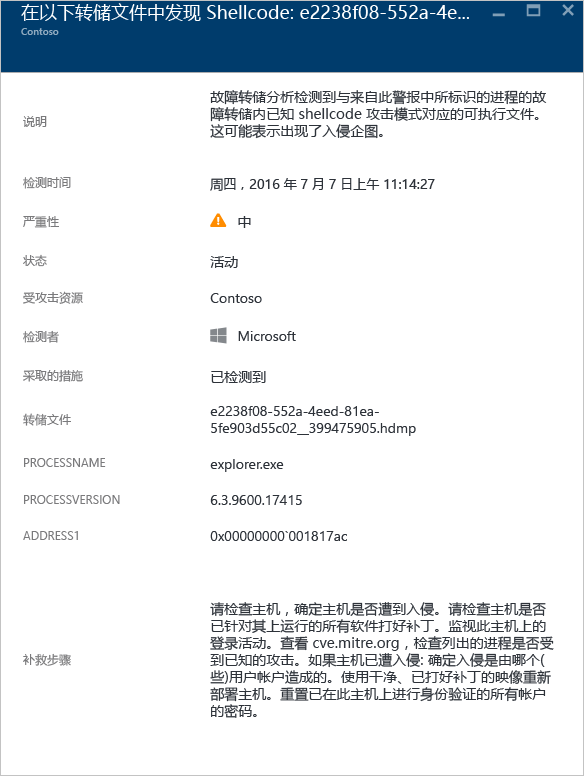 在以下转储文件中发现 Shellcode: e2238f08-552a-4e...
Contoso
说明
故障转储分析检测到与来自此警报中所标识的进程的故
障转储内已知 shellcode 攻击模式对应的可执行文件。
这可能表示出现了入侵企图。
检测时间
周四，2016 年 7 月 7 日上午 11:14:27
严重性
中
状态
活动
受攻击资源
Contoso
检测者
Microsoft
采取的措施
已检测到
转储文件
e2238f08-552a-4eed-81ea-
5fe903d55c02__399475905.hdmp
PROCESSNAME
explorer.exe
PROCESSVERSION
6.3.9600.17415
ADDRESS1
0x00000000`001817ac
补救步骤
请检查主机，确定主机是否遭到入侵。请检查主机是否
已针对其上运行的所有软件打好补丁。监视此主机上的
登录活动。查看 cve.mitre.org，检查列出的进程是否受
到已知的攻击。如果主机已遭入侵: 确定入侵是由哪个(
些)用户帐户造成的。使用干净、已打好补丁的映像重新
部署主机。重置已在此主机上进行身份验证的所有帐户
的密码。